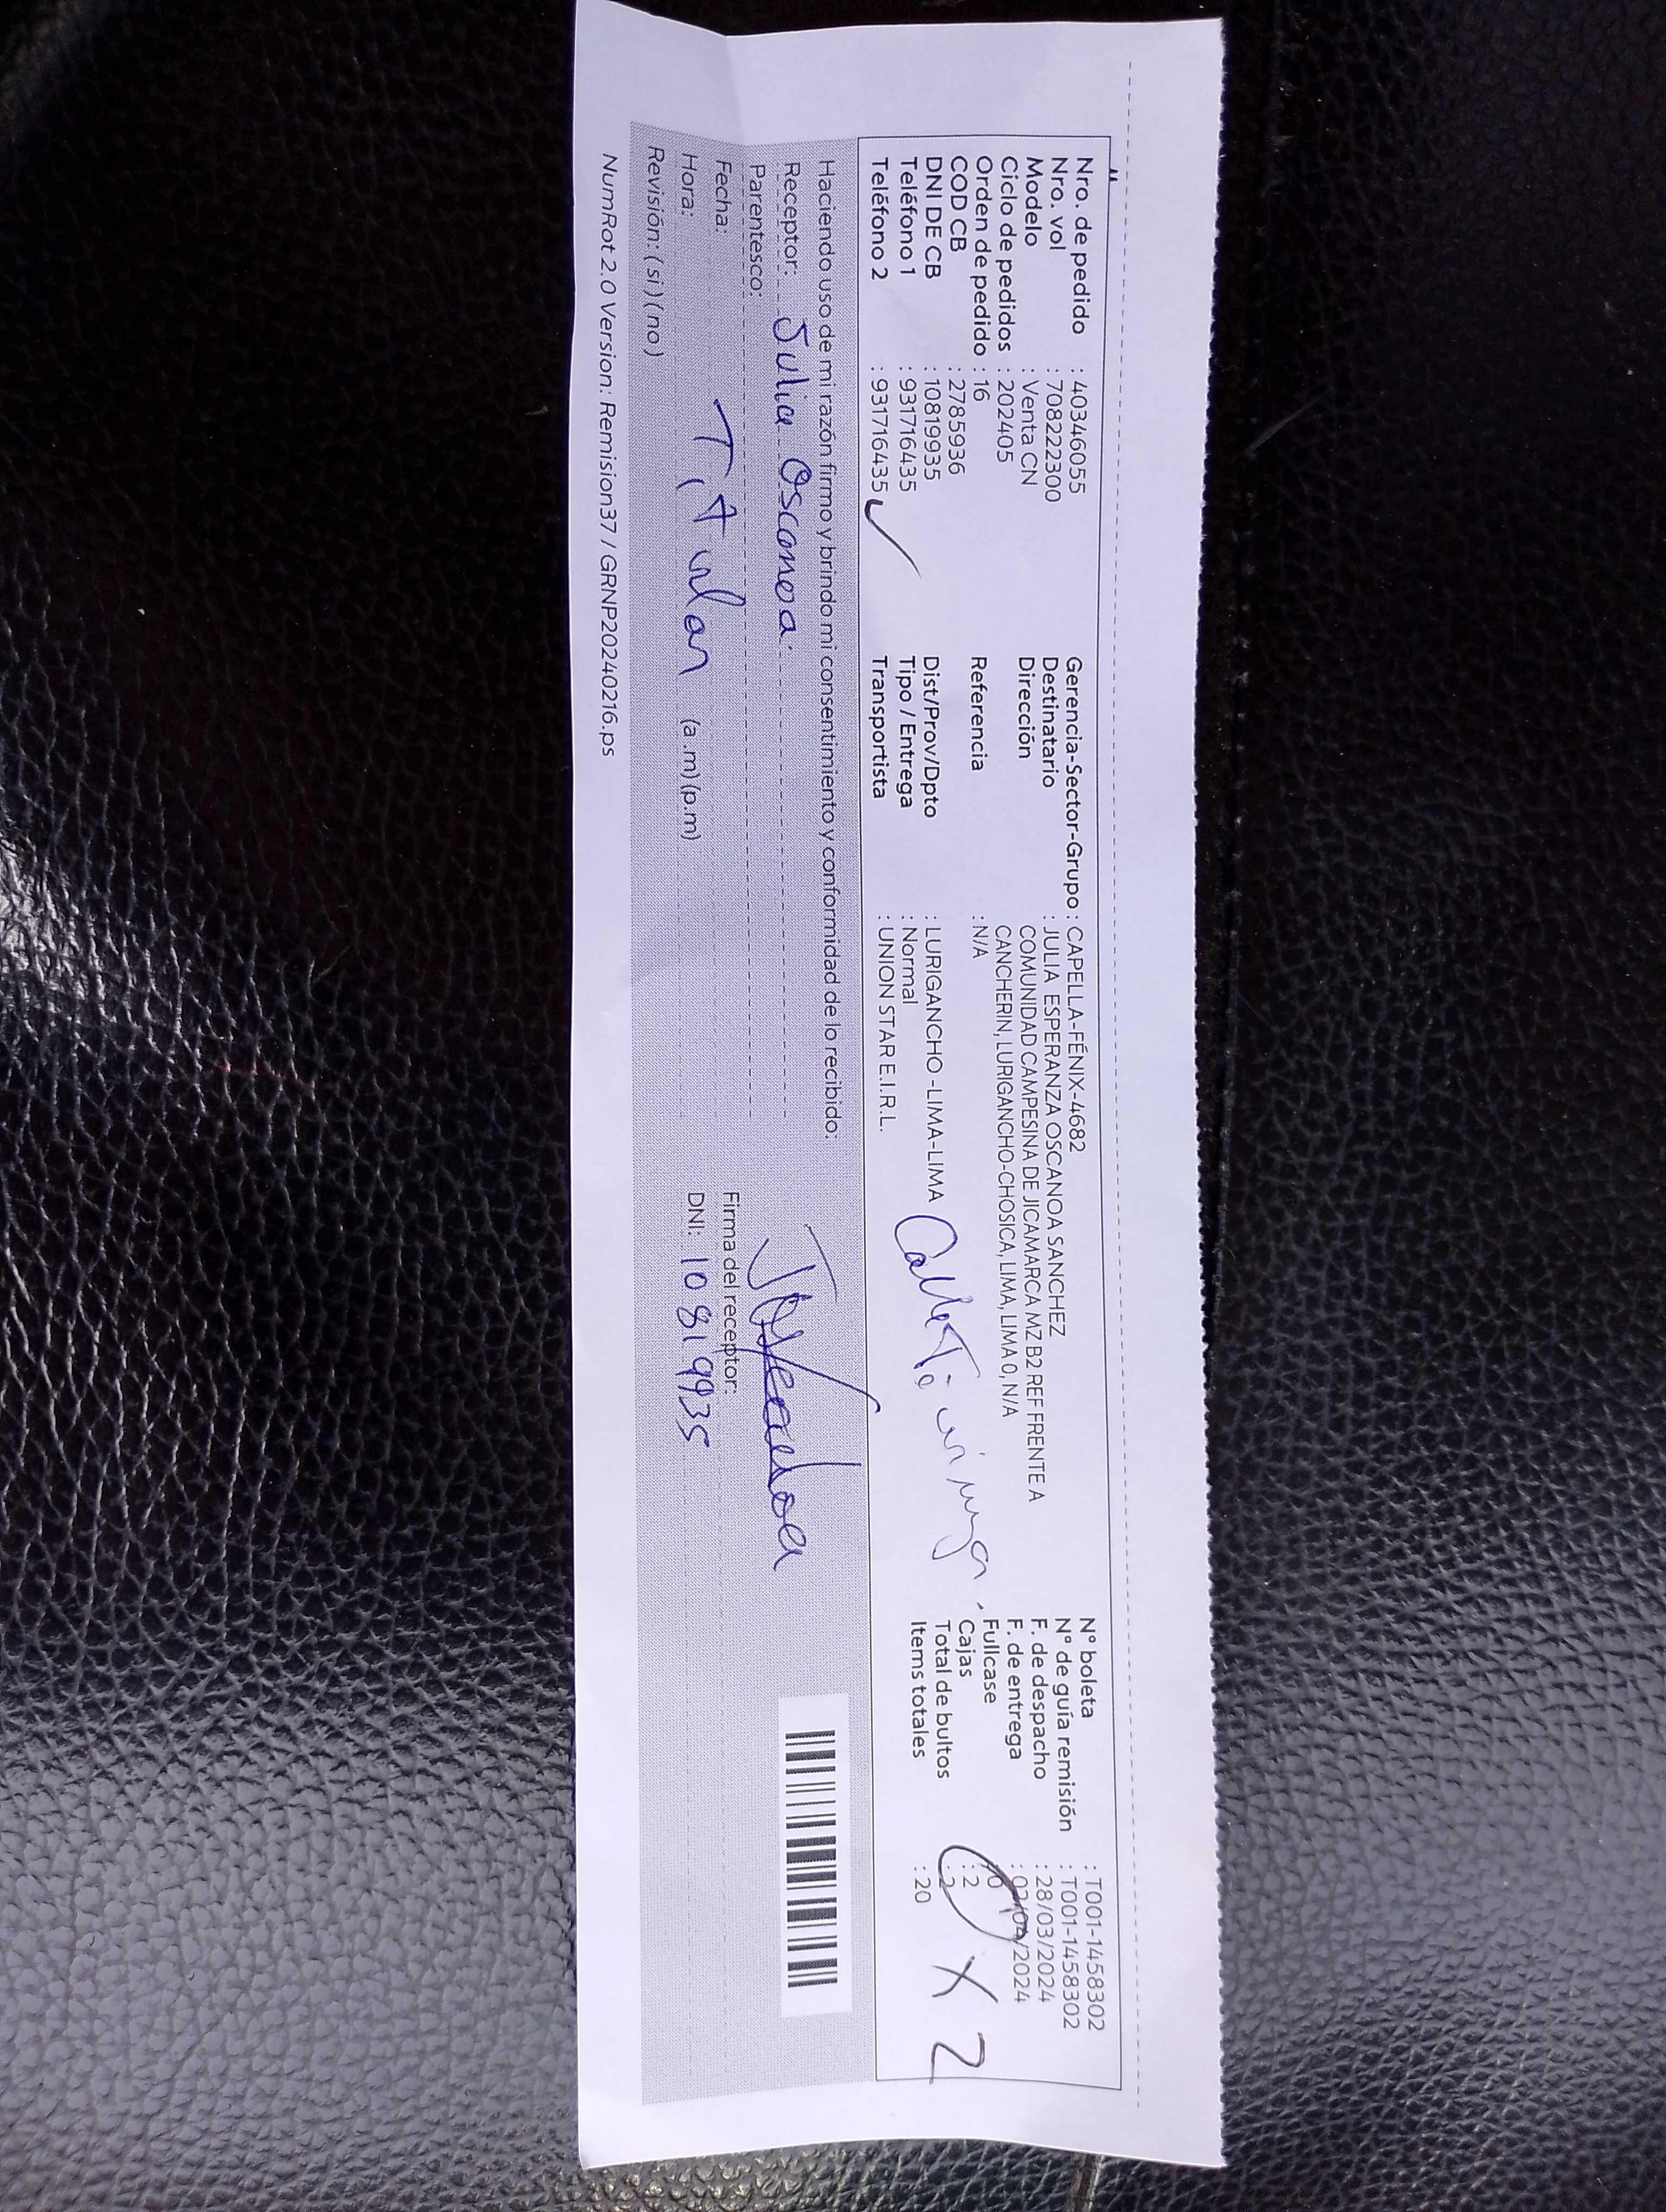 Nro. de pedido : 40346055
Nro. vol : 708222300
Modelo : Venta CN
Ciclo de pedidos : 202405
Orden de pedido : 16
COD CB : 2785936
DNI DE CB : 10819935
Teléfono 1 : 931716435
Teléfono 2 : 931716435
Gerencia-Sector-Grupo : CAPELLA-FÉNIX-4682
Destinatario : JULIA ESPERANZA OSCANOA SANCHEZ
Dirección COMUNIDAD CAMPESINA DE JICAMARCA MZ B2 REF FRENTE A
CANCHERIN, LURIGANCHO-CHOSICA, LIMA, LIMA 0, N/A
Referencia : N/A
Dist/Prov/Dpto : LURIGANCHO -LIMA-LIMA
Tipo / Entrega : Normal
Transportista : UNION STAR E.I.R.L.
N° boleta : T001-1458302
N° de guía remisión : T001-1458302
F. de despacho : 28/03/2024
F. de entrega : 02/04/2024
Fullcase : 0
Cajas : 2
Total de bultos : 2
Items totales : 20
X 2
Haciendo uso de mi razón firmo y brindo mi consentimiento y conformidad de lo recibido:
Receptor: Julia Oscanoa
Parentesco:
Fecha: Titular
Hora: (a.m) (p.m)
Revisión: ( si ) ( no )
Firma del receptor:
DNI: 10819935
NumRot 2.0 Version: Remision37 / GRNP20240216.ps